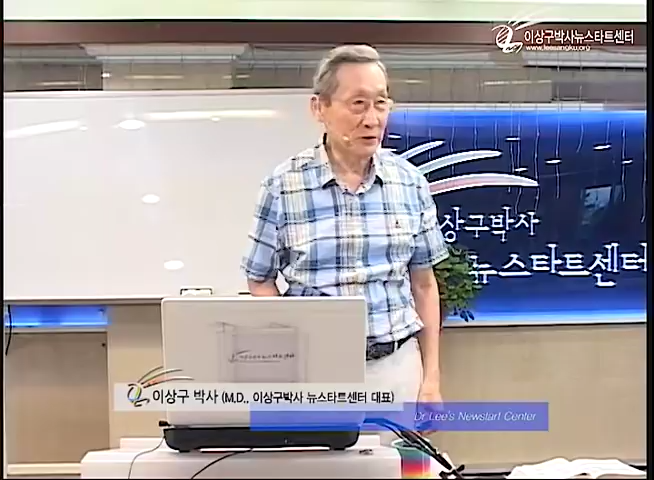 이상구박사뉴스타트센터
www.leesangku.org
상구박사
뉴스타트센터
이상구 박사 (M.D., 이상구박사 뉴스타트센터 대표)
Dr. Lee's Newstart Center